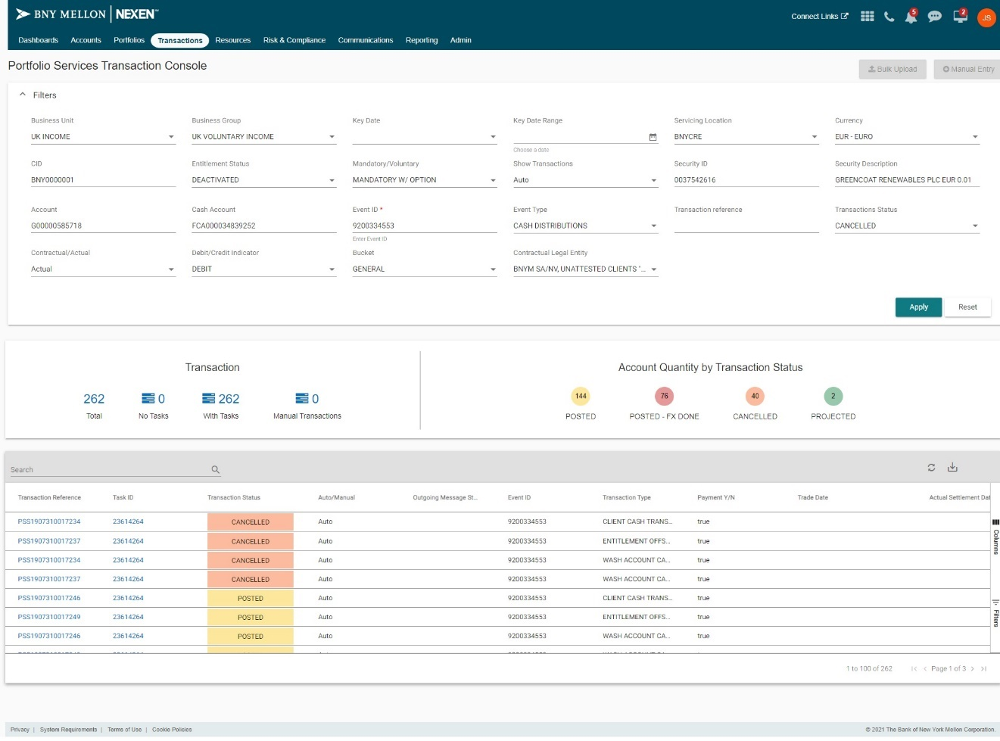 BNY MELLON | NEXEN™
Connect Links 5 2 JS
Dashboards Accounts Portfolios Transactions Resources Risk & Compliance Communications Reporting Admin
Portfolio Services Transaction Console
Bulk Upload Manual Entry
Filters
Business Unit Business Group Key Date Key Date Range Servicing Location Currency
UK INCOME UK VOLUNTARY INCOME BNYCRE EUR - EURO
Choose a date
CID Entitlement Status Mandatory/Voluntary Show Transactions Security ID Security Description
BNY0000001 DEACTIVATED MANDATORY W/ OPTION Auto 0037542616 GREENCOAT RENEWABLES PLC EUR 0.01
Account Cash Account Event ID * Event Type Transaction reference Transactions Status
G00000585718 FCA000034839252 9200334553 CASH DISTRIBUTIONS CANCELLED
Enter Event ID
Contractual/Actual Debit/Credit Indicator Bucket Contractual Legal Entity
Actual DEBIT GENERAL BNYM SA/NV, UNATTESTED CLIENTS "...
Apply Reset
Transaction Account Quantity by Transaction Status
262 0 262 0 144 76 40 2
Total No Tasks With Tasks Manual Transactions POSTED POSTED - FX DONE CANCELLED PROJECTED
Search
Transaction Reference Task ID Transaction Status Auto/Manual Outgoing Message St... Event ID Transaction Type Payment Y/N Trade Date Actual Settlement Dat
PSS1907310017234 23614264 CANCELLED Auto 9200334553 CLIENT CASH TRANS... true
PSS1907310017237 23614264 CANCELLED Auto 9200334553 ENTITLEMENT OFFS... true
PSS1907310017234 23614264 CANCELLED Auto 9200334553 WASH ACCOUNT CA... true
PSS1907310017237 23614264 CANCELLED Auto 9200334553 WASH ACCOUNT CA... true
PSS1907310017246 23614264 POSTED Auto 9200334553 CLIENT CASH TRANS... true
PSS1907310017249 23614264 POSTED Auto 9200334553 ENTITLEMENT OFFS... true
PSS1907310017246 23614264 POSTED Auto 9200334553 WASH ACCOUNT CA... true
Columns
Filters
1 to 100 of 262 Page 1 of 3
Privacy | System Requirements | Terms of Use | Cookie Policies © 2021 The Bank of New York Mellon Corporation.